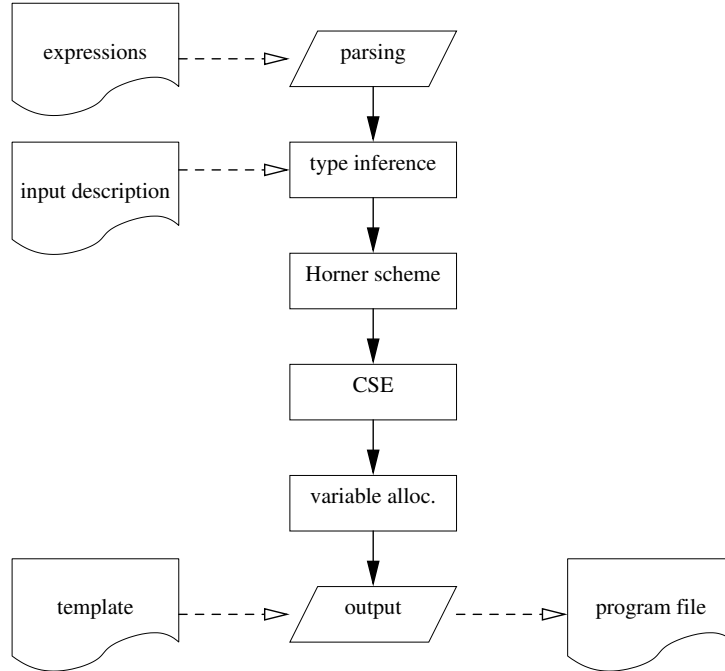 expressions
parsing
input description
type inference
Horner scheme
CSE
variable alloc.
template
output
program file